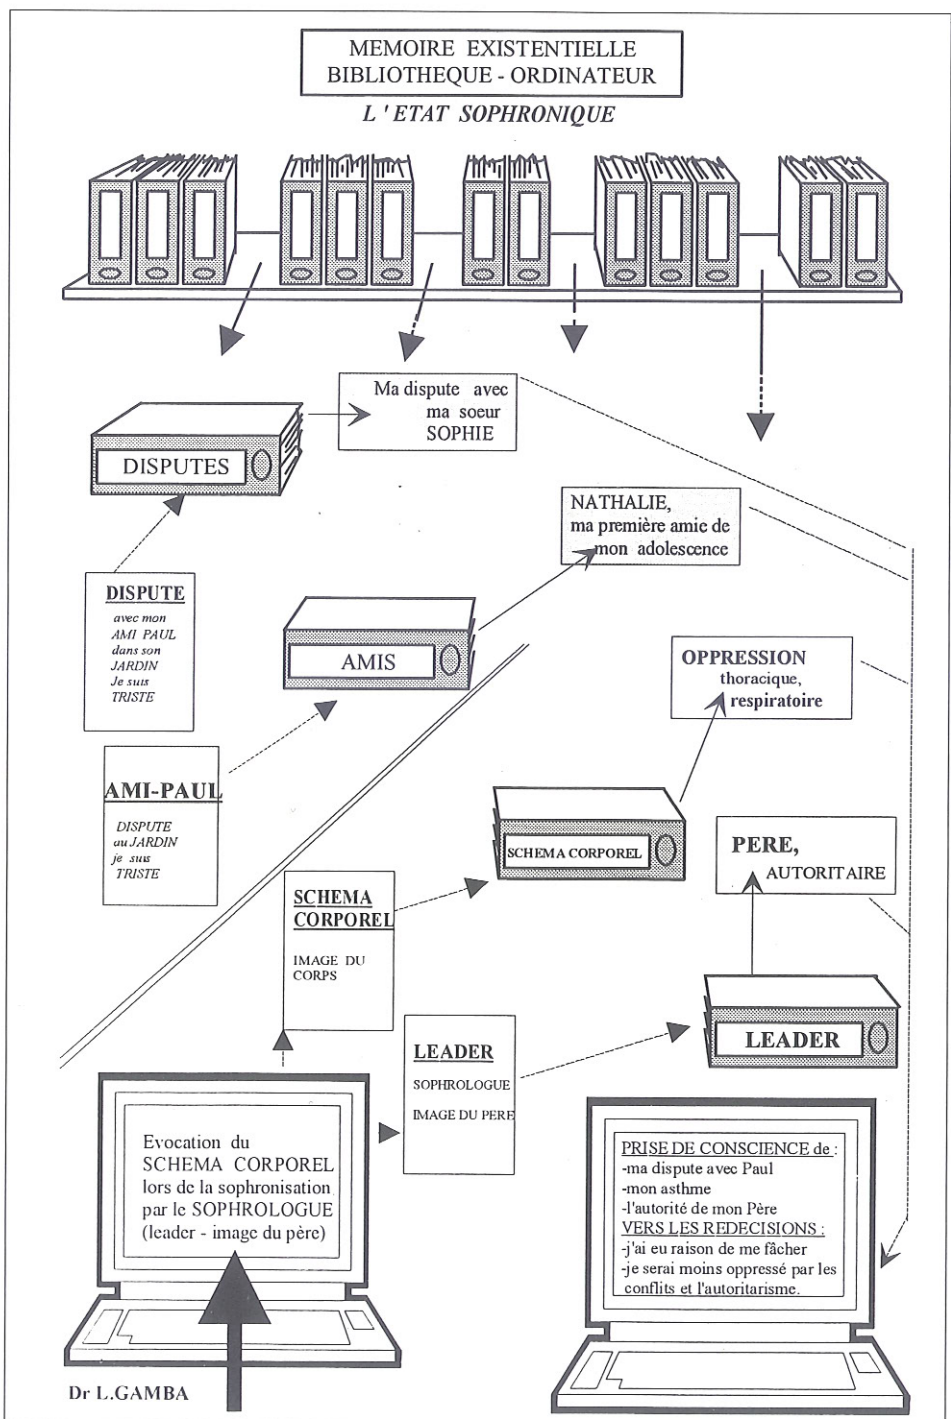 MEMOIRE EXISTENTIELLE
BIBLIOTHEQUE - ORDINATEUR
L ' ETAT SOPHRONIQUE
Ma dispute avec
ma soeur
SOPHIE
DISPUTES
NATHALIE,
ma première amie de
mon adolescence
DISPUTE
avec mon
AMI PAUL
dans son
JARDIN
Je suis
TRISTE
AMIS
OPPRESSION
thoracique,
respiratoire
AMI-PAUL
DISPUTE
au JARDIN
je suis
TRISTE
SCHEMA CORPOREL
PERE,
AUTORITAIRE
SCHEMA
CORPOREL
IMAGE DU
CORPS
LEADER
LEADER
SOPHROLOGUE
IMAGE DU PERE
Evocation du
SCHEMA CORPOREL
lors de la sophronisation
par le SOPHROLOGUE
(leader - image du père)
PRISE DE CONSCIENCE de :
-ma dispute avec Paul
-mon asthme
-l'autorité de mon Père
VERS LES REDECISIONS :
-j'ai eu raison de me fâcher
-je serai moins oppressé par les
conflits et l'autoritarisme.
Dr L.GAMBA